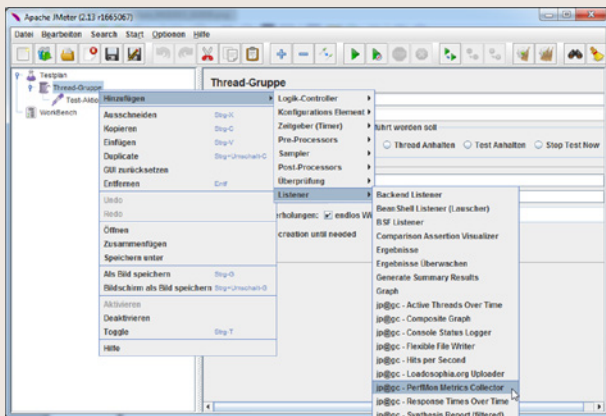 Apache JMeter (2.13 r1665067)
Datei Bearbeiten Search Start Optionen Hilfe
Testplan
Thread-Gruppe
Test-Aktio
WorkBench
Thread-Gruppe
Hinzufügen
Ausschneiden Strg-X
Kopieren Strg-C
Einfügen Strg-V
Duplicate Strg+Umschalt-C
GUI zurücksetzen
Entfernen Entf
Undo
Redo
Öffnen
Zusammenfügen
Speichern unter
Als Bild speichern Strg-G
Bildschirm als Bild speichern Strg+Umschalt-G
Aktivieren
Deaktivieren
Toggle Strg-T
Hilfe
Logik-Controller
Konfigurations Element
Zeitgeber (Timer)
Pre-Processors
Sampler
Post-Processors
Überprüfung
Listener
führt werden soll
Thread Anhalten Test Anhalten Stop Test Now
erholungen: endlos Wi
creation until needed
Backend Listener
BeanShell Listener (Lauscher)
BSF Listener
Comparison Assertion Visualizer
Ergebnisse
Ergebnisse Überwachen
Generate Summary Results
Graph
jp@gc - Active Threads Over Time
jp@gc - Composite Graph
jp@gc - Console Status Logger
jp@gc - Flexible File Writer
jp@gc - Hits per Second
jp@gc - Loadosophia.org Uploader
jp@gc - PerfMon Metrics Collector
jp@gc - Response Times Over Time
jp@gc - Synthesis Report (filtered)